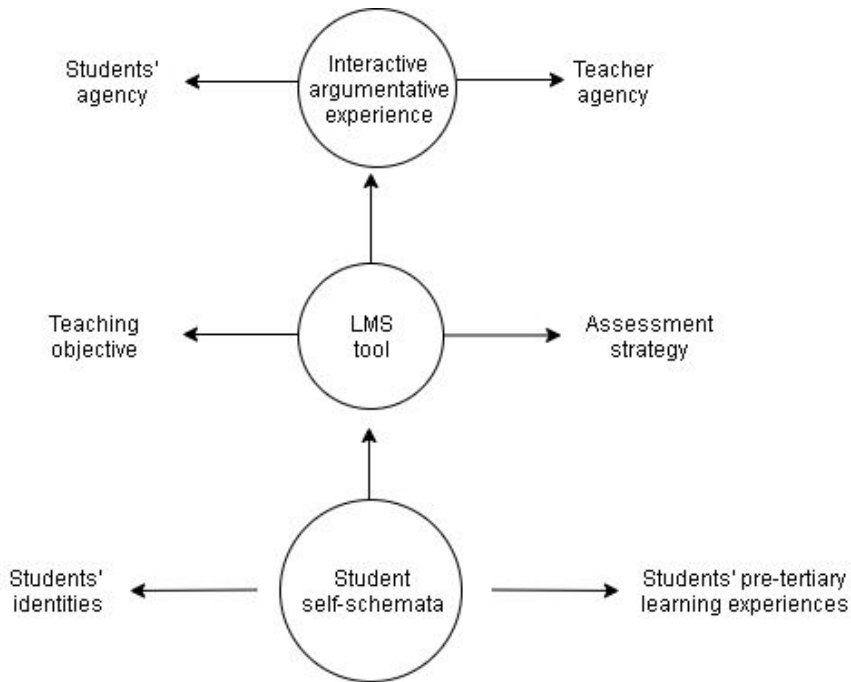 Students'
agency
Interactive
argumentative
experience
Teacher
agency
Teaching
objective
LMS
tool
Assessment
strategy
Students'
identities
Student
self-schemata
Students' pre-tertiary
learning experiences